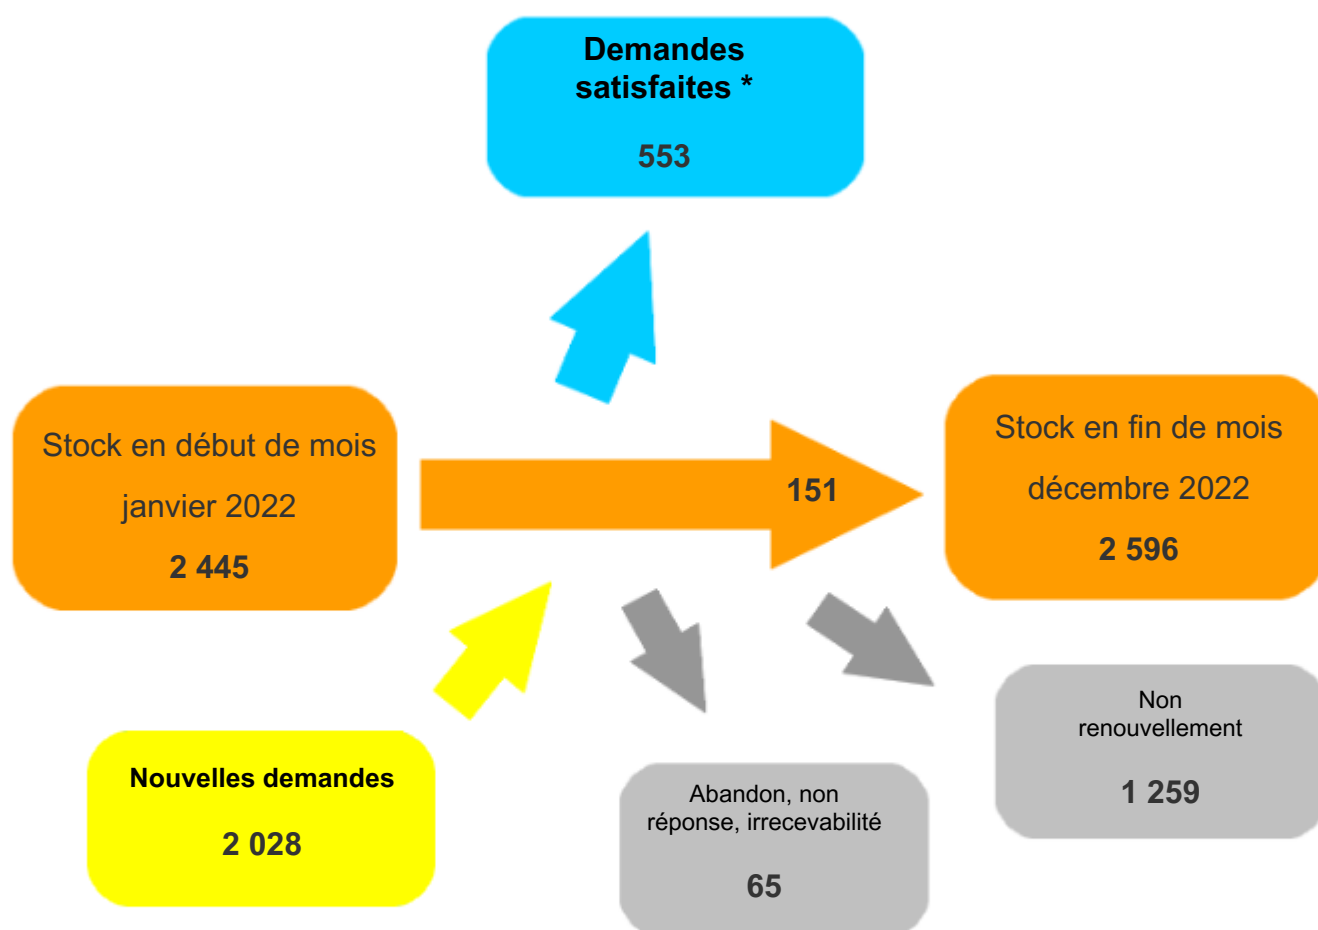 Demandes
satisfaites *
553
Stock en début de mois
janvier 2022
2 445
151
Stock en fin de mois
décembre 2022
2 596
Nouvelles demandes
2 028
Abandon, non
réponse, irrecevabilité
65
Non
renouvellement
1 259